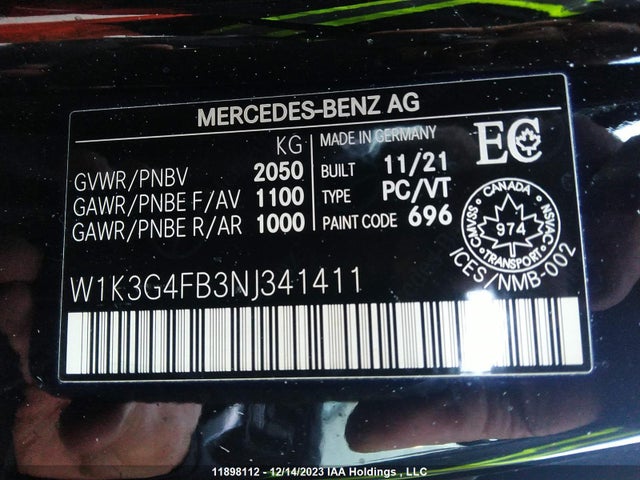 MERCEDES-BENZ AG
KG
GVWR/PNBV 2050
GAWR/PNBE F/AV 1100
GAWR/PNBE R/AR 1000
MADE IN GERMANY
BUILT 11/21
TYPE PC/VT
PAINT CODE 696
EC
CANADA
CMVSS/NSVAC
974
TRANSPORT
ICES/NMB-002
W1K3G4FB3NJ341411
11898112 - 12/14/2023 IAA Holdings , LLC